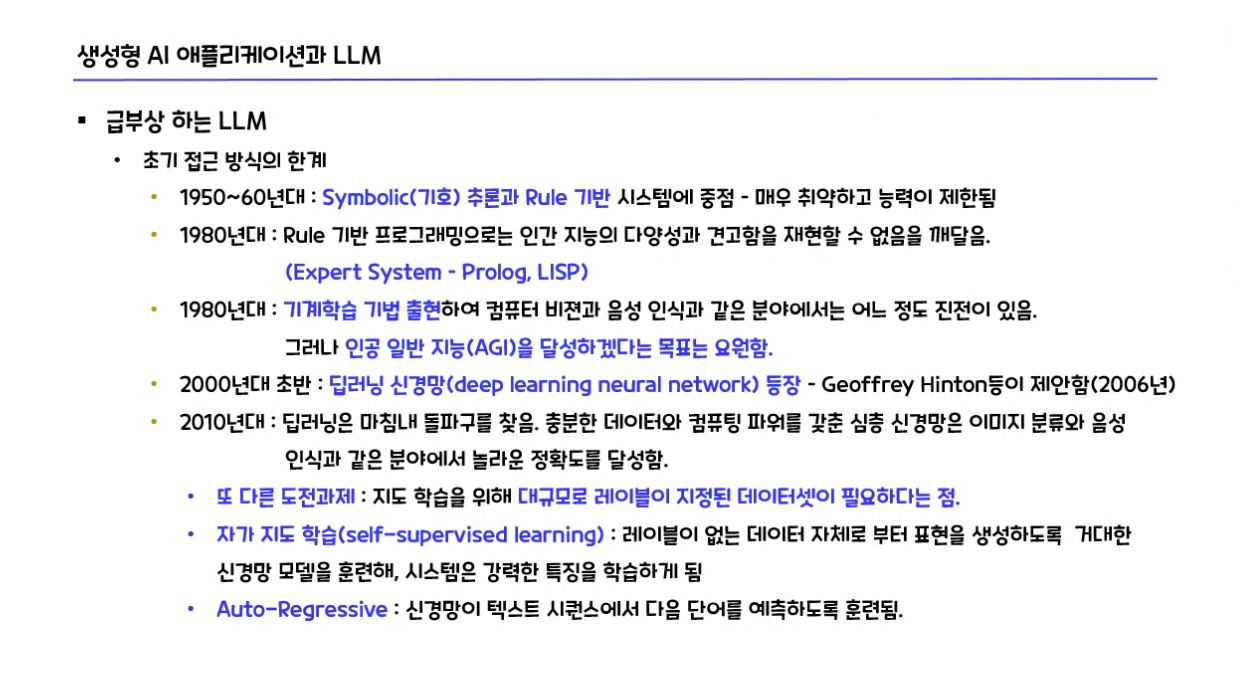 생성형 AI 애플리케이션과 LLM
▪ 급부상 하는 LLM
• 초기 접근 방식의 한계
• 1950~60년대 : Symbolic(기호) 추론과 Rule 기반 시스템에 중점 - 매우 취약하고 능력이 제한됨
• 1980년대 : Rule 기반 프로그래밍으로는 인간 지능의 다양성과 견고함을 재현할 수 없음을 깨달음.
(Expert System - Prolog, LISP)
• 1980년대 : 기계학습 기법 출현하여 컴퓨터 비젼과 음성 인식과 같은 분야에서는 어느 정도 진전이 있음.
그러나 인공 일반 지능(AGI)을 달성하겠다는 목표는 요원함.
• 2000년대 초반 : 딥러닝 신경망(deep learning neural network) 등장 - Geoffrey Hinton등이 제안함(2006년)
• 2010년대 : 딥러닝은 마침내 돌파구를 찾음. 충분한 데이터와 컴퓨팅 파워를 갖춘 심층 신경망은 이미지 분류와 음성
인식과 같은 분야에서 놀라운 정확도를 달성함.
• 또 다른 도전과제 : 지도 학습을 위해 대규모로 레이블이 지정된 데이터셋이 필요하다는 점.
• 자가 지도 학습(self-supervised learning) : 레이블이 없는 데이터 자체로 부터 표현을 생성하도록 거대한
신경망 모델을 훈련해, 시스템은 강력한 특징을 학습하게 됨
• Auto-Regressive : 신경망이 텍스트 시퀀스에서 다음 단어를 예측하도록 훈련됨.